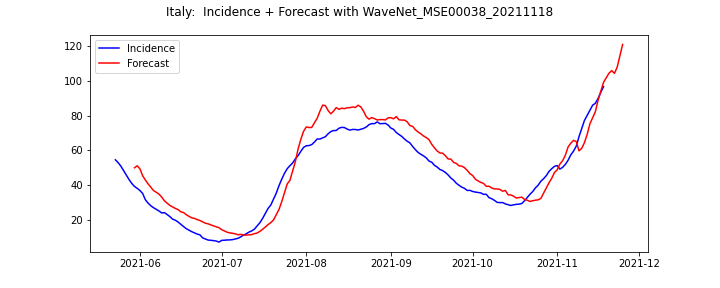 Italy:  Incidence + Forecast with WaveNet_MSE00038_20211118
Incidence
Forecast
120
100
80
60
40
20
2021-06 2021-07 2021-08 2021-09 2021-10 2021-11 2021-12